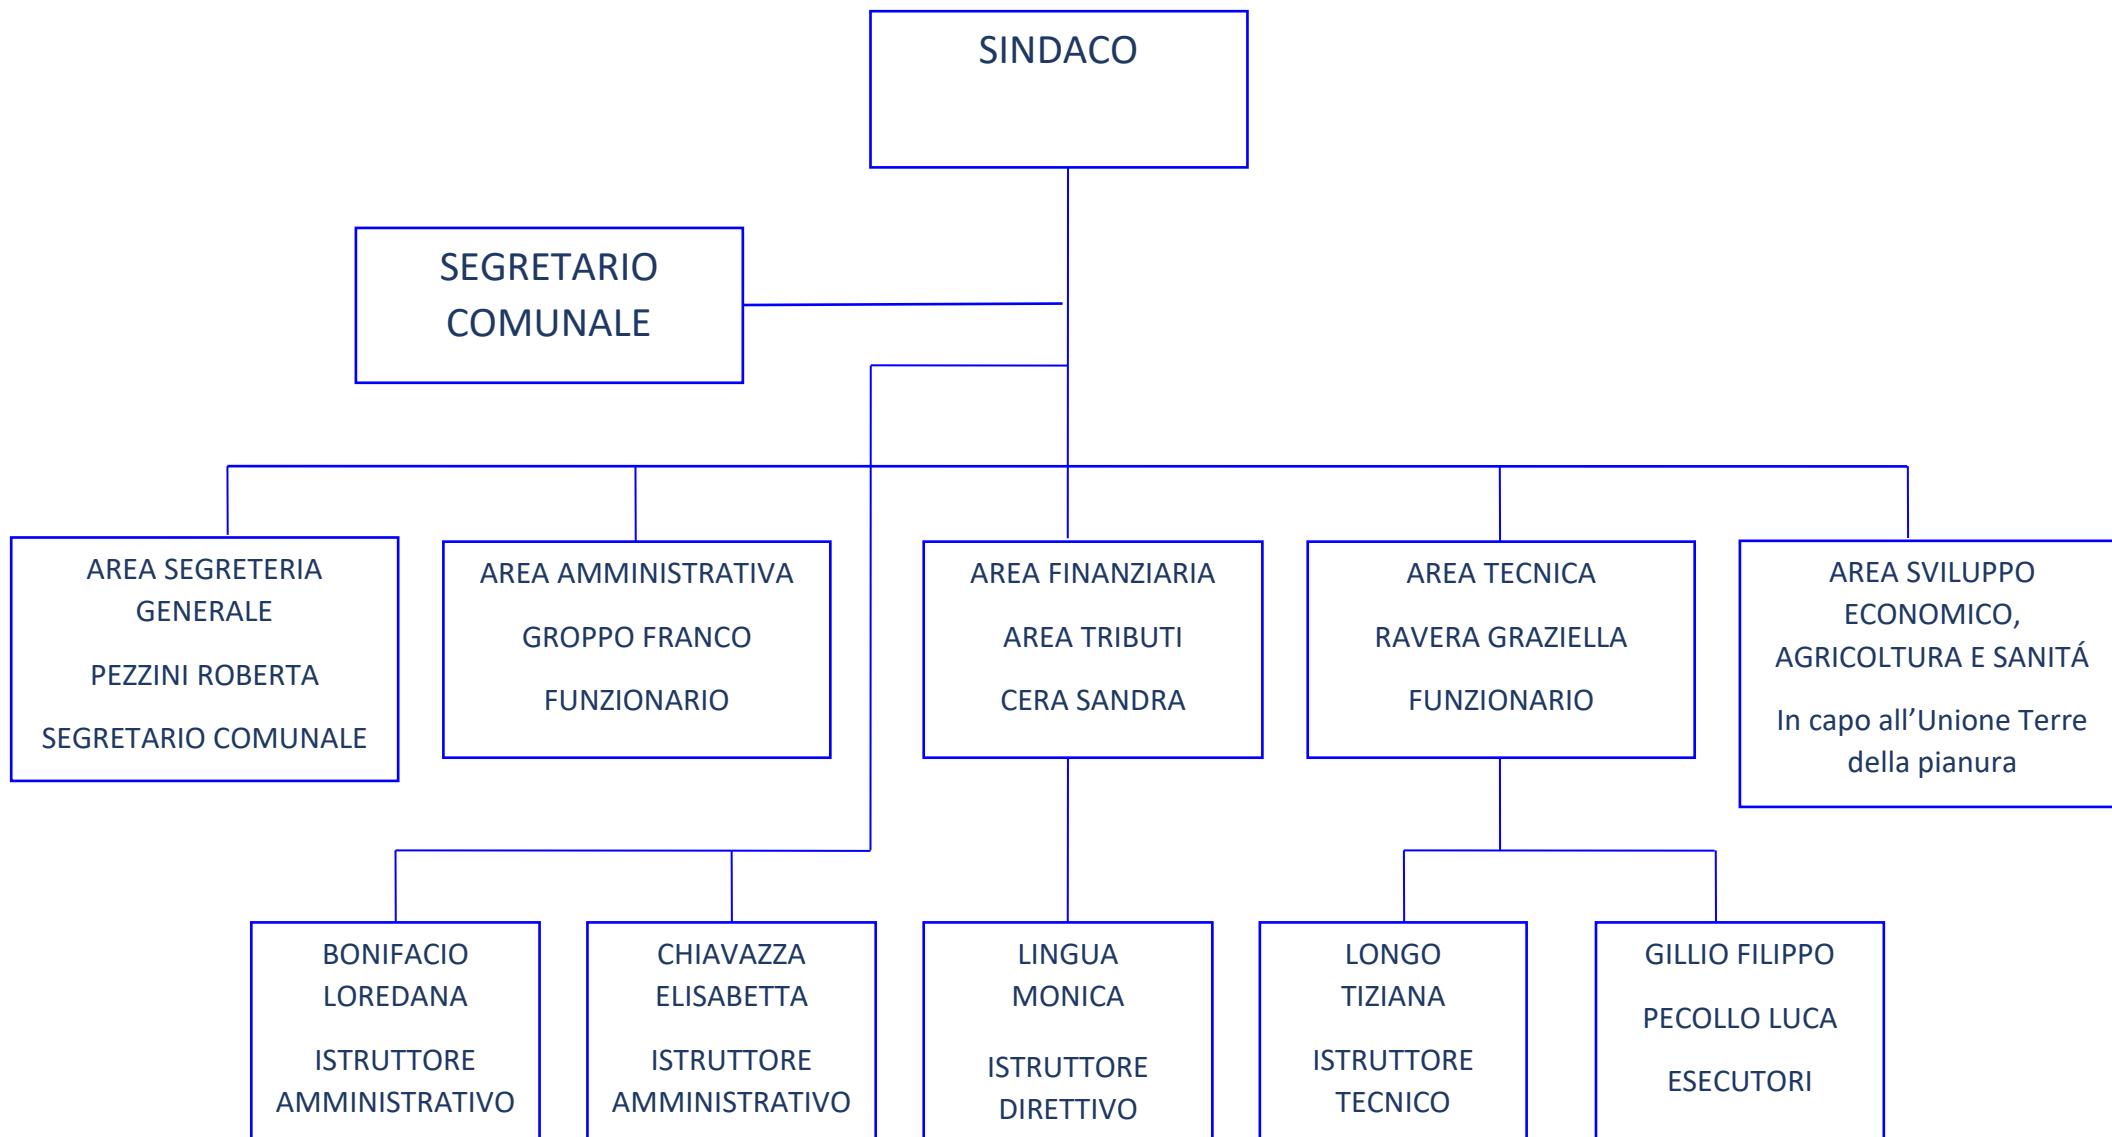 SINDACO
SEGRETARIO
COMUNALE
AREA SEGRETERIA
GENERALE
PEZZINI ROBERTA
SEGRETARIO COMUNALE
AREA AMMINISTRATIVA
GROPPO FRANCO
FUNZIONARIO
AREA FINANZIARIA
AREA TRIBUTI
CERA SANDRA
AREA TECNICA
RAVERA GRAZIELLA
FUNZIONARIO
AREA SVILUPPO
ECONOMICO,
AGRICOLTURA E SANITÁ
In capo all’Unione Terre
della pianura
BONIFACIO
LOREDANA
ISTRUTTORE
AMMINISTRATIVO
CHIAVAZZA
ELISABETTA
ISTRUTTORE
AMMINISTRATIVO
LINGUA
MONICA
ISTRUTTORE
DIRETTIVO
LONGO
TIZIANA
ISTRUTTORE
TECNICO
GILLIO FILIPPO
PECOLLO LUCA
ESECUTORI